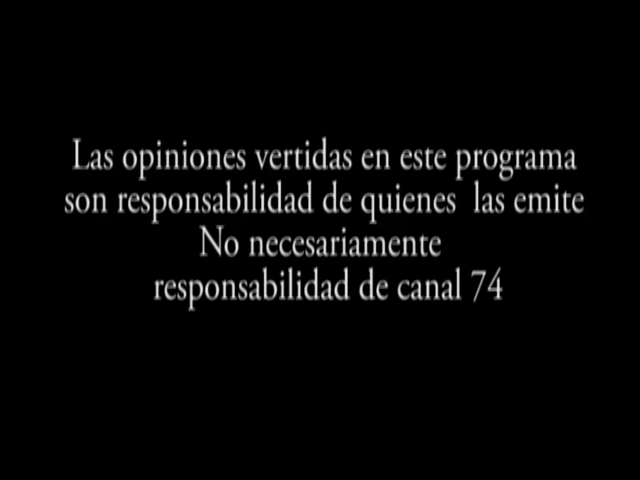 Las opiniones vertidas en este programa
son responsabilidad de quienes las emite
No necesariamente
responsabilidad de canal 74